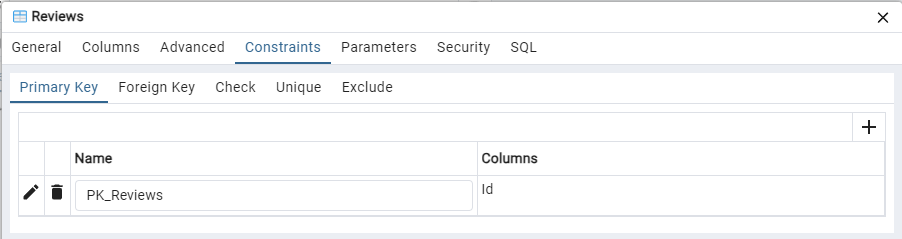 Reviews
General Columns Advanced Constraints Parameters Security SQL
Primary Key Foreign Key Check Unique Exclude
Name Columns
PK_Reviews Id